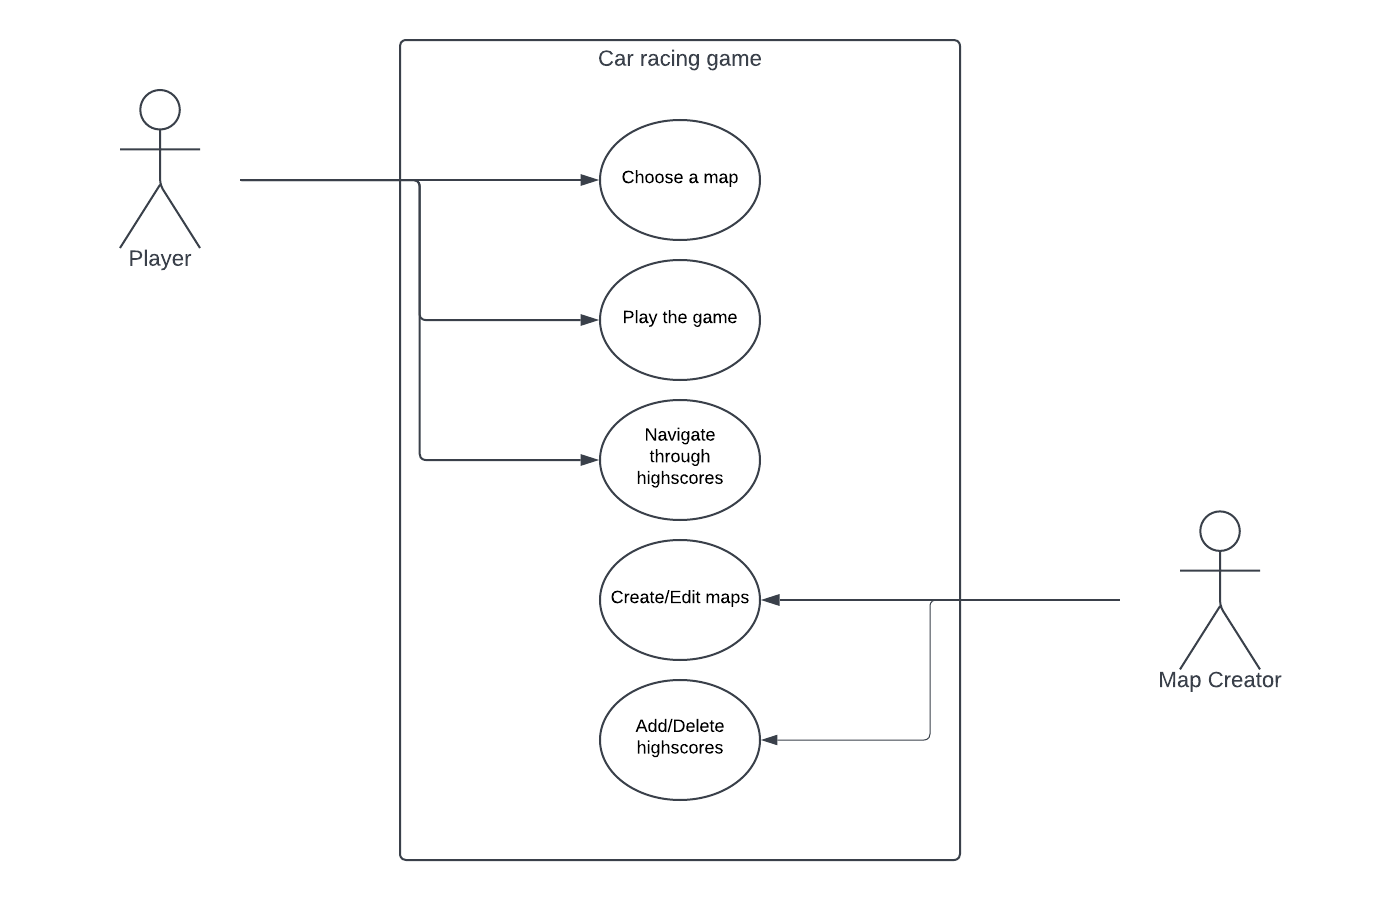 Car racing game
Player
Choose a map
Play the game
Navigate
through
highscores
Create/Edit maps
Map Creator
Add/Delete
highscores